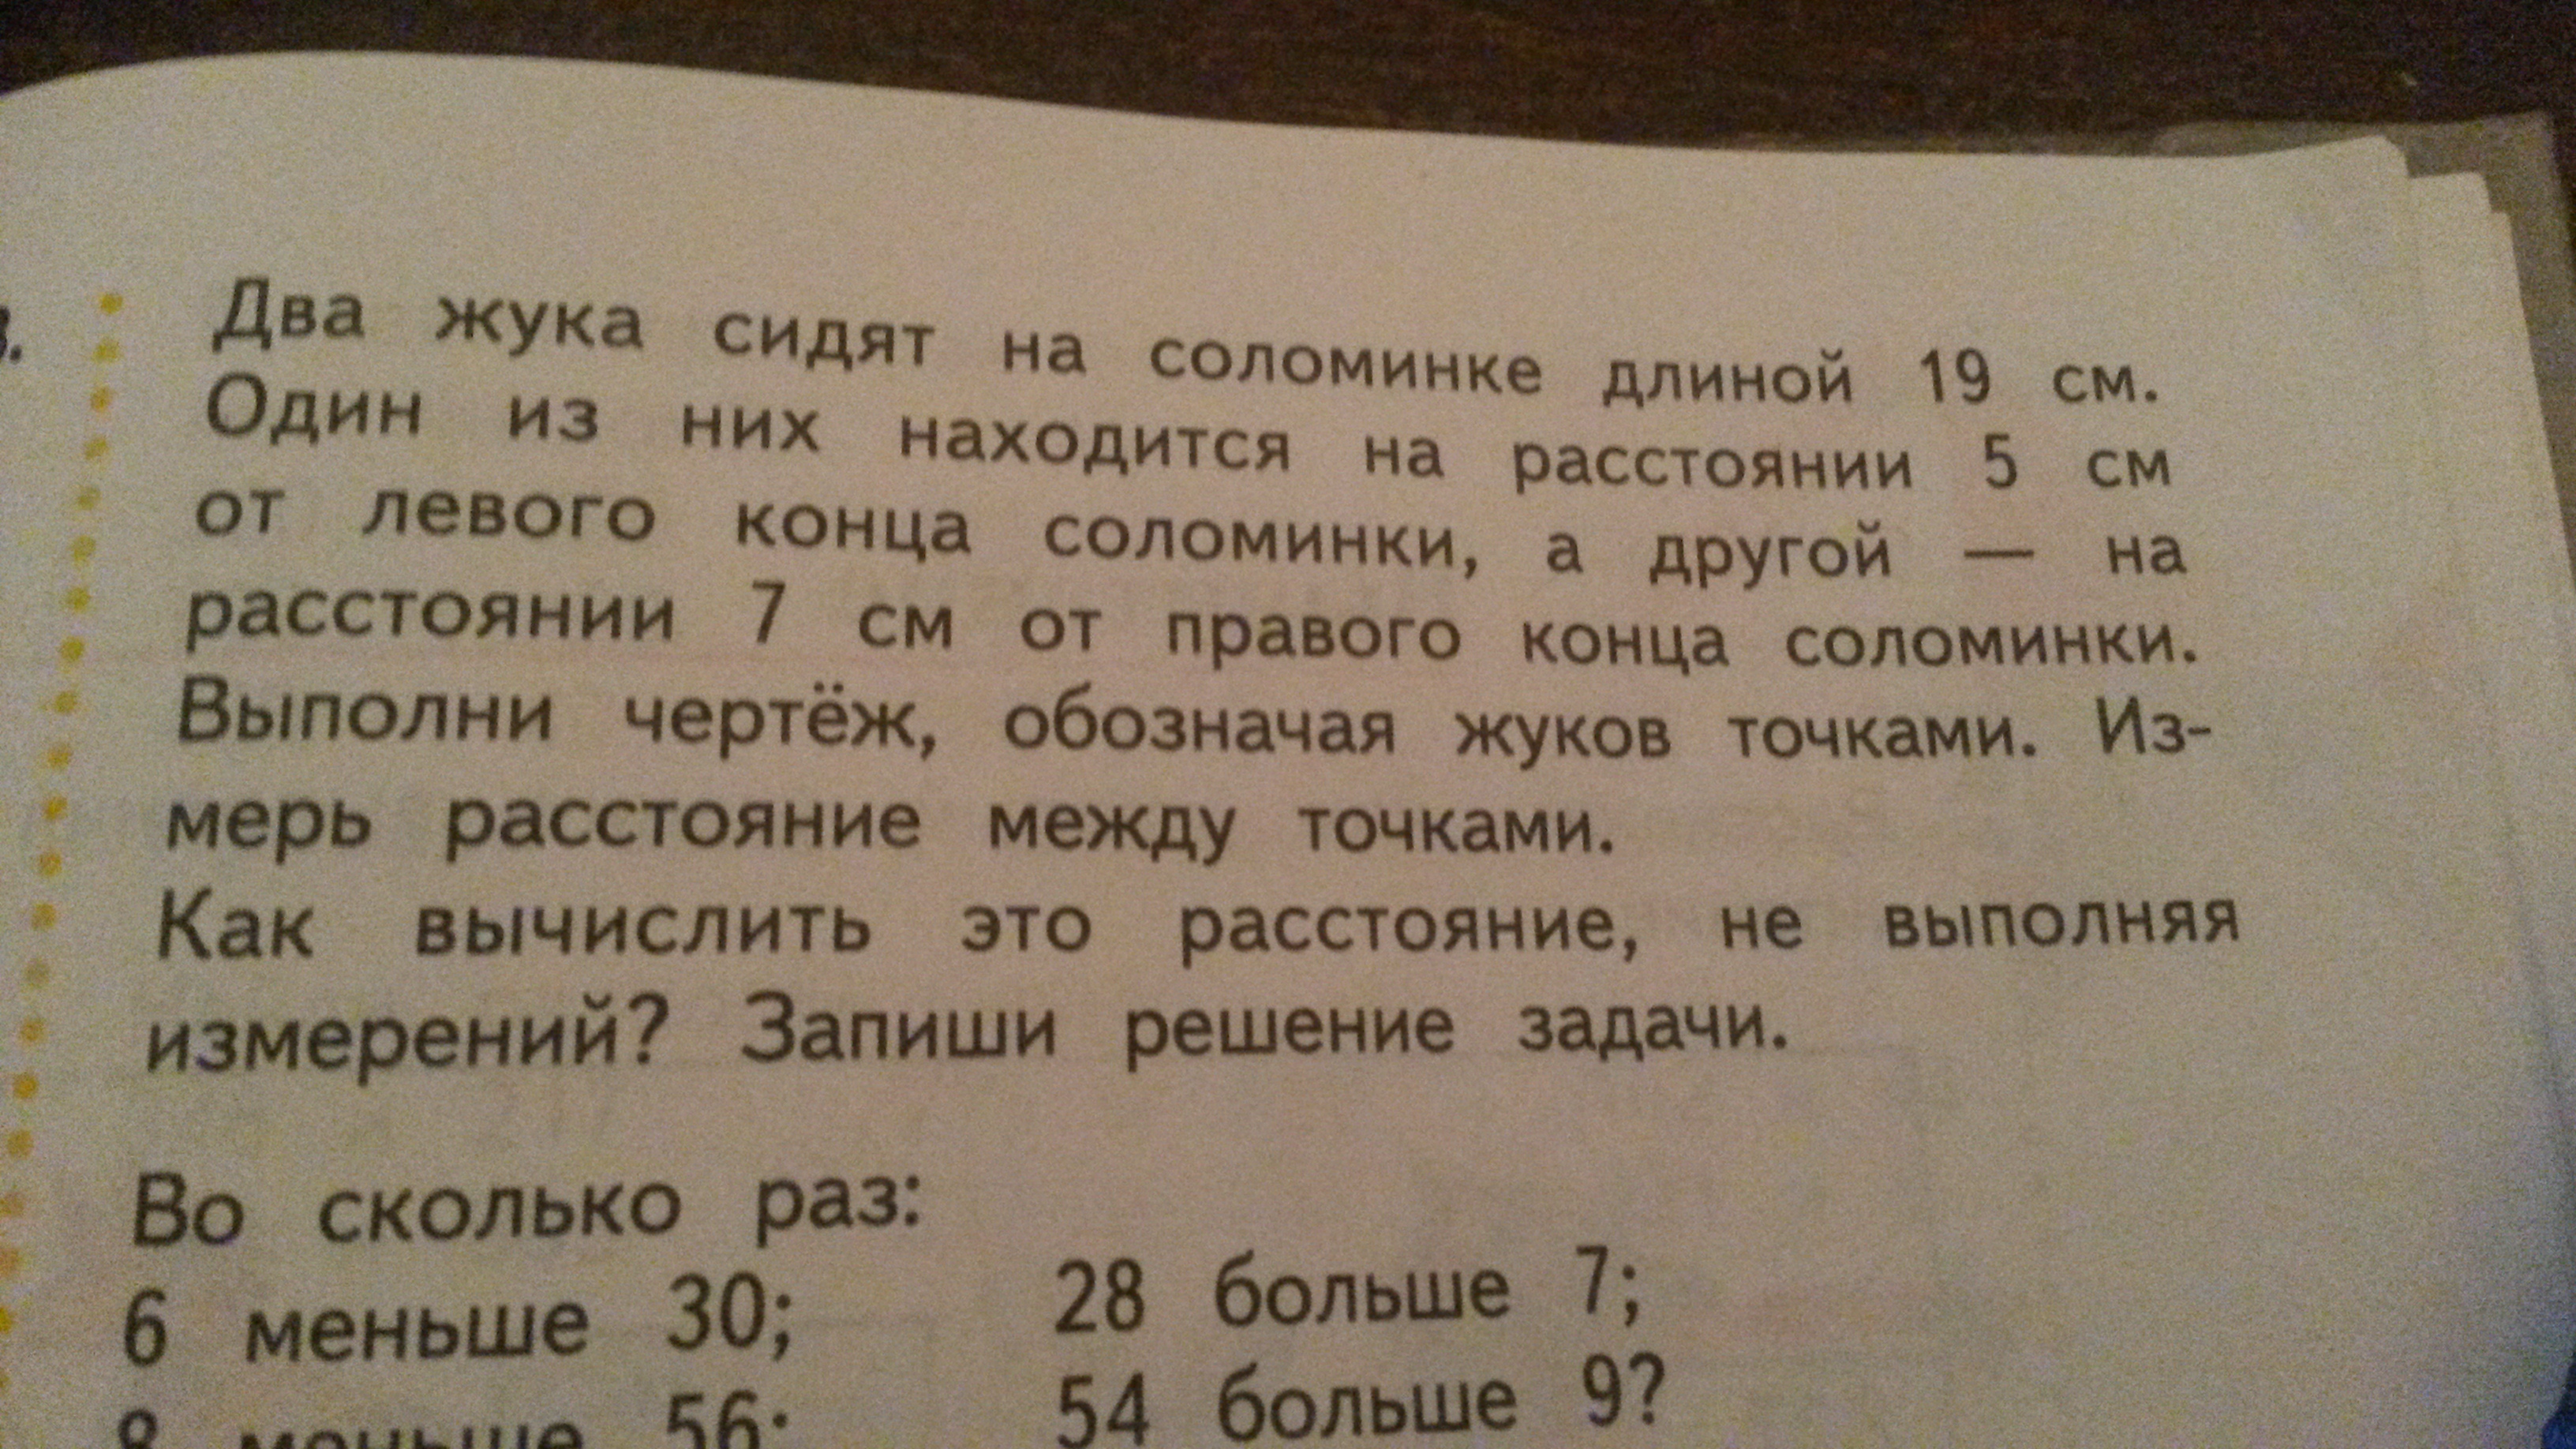 Два жука сидят на соломинке длиной 19 см.
Один из них находится на расстоянии 5 см
от левого конца соломинки, а другой — на
расстоянии 7 см от правого конца соломинки.
Выполни чертёж, обозначая жуков точками. Из-
мерь расстояние между точками.
Как вычислить это расстояние, не выполняя
измерений? Запиши решение задачи.
Во сколько раз:
6 меньше 30; 28 больше 7;
8 меньше 56; 54 больше 9?